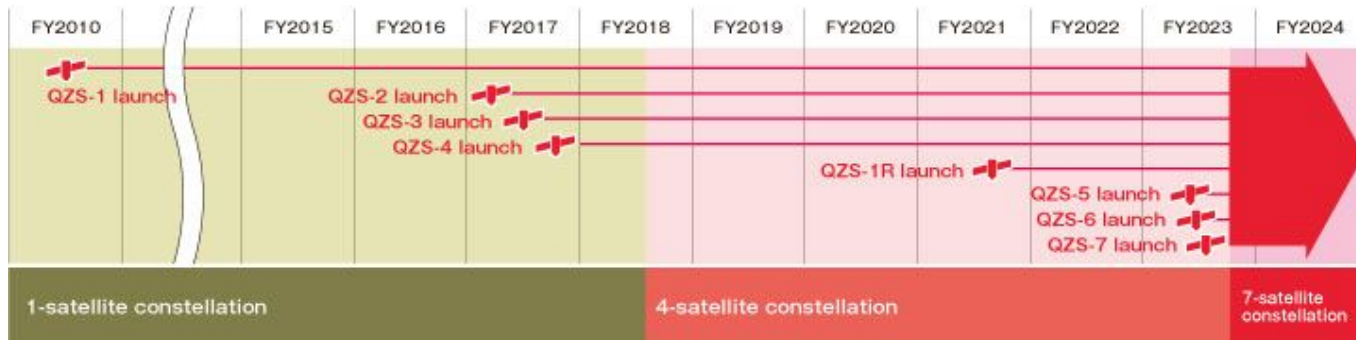 FY2010 FY2015 FY2016 FY2017 FY2018 FY2019 FY2020 FY2021 FY2022 FY2023 FY2024
QZS-1 launch
QZS-2 launch
QZS-3 launch
QZS-4 launch
QZS-1R launch
QZS-5 launch
QZS-6 launch
QZS-7 launch
1-satellite constellation
4-satellite constellation
7-satellite
constellation